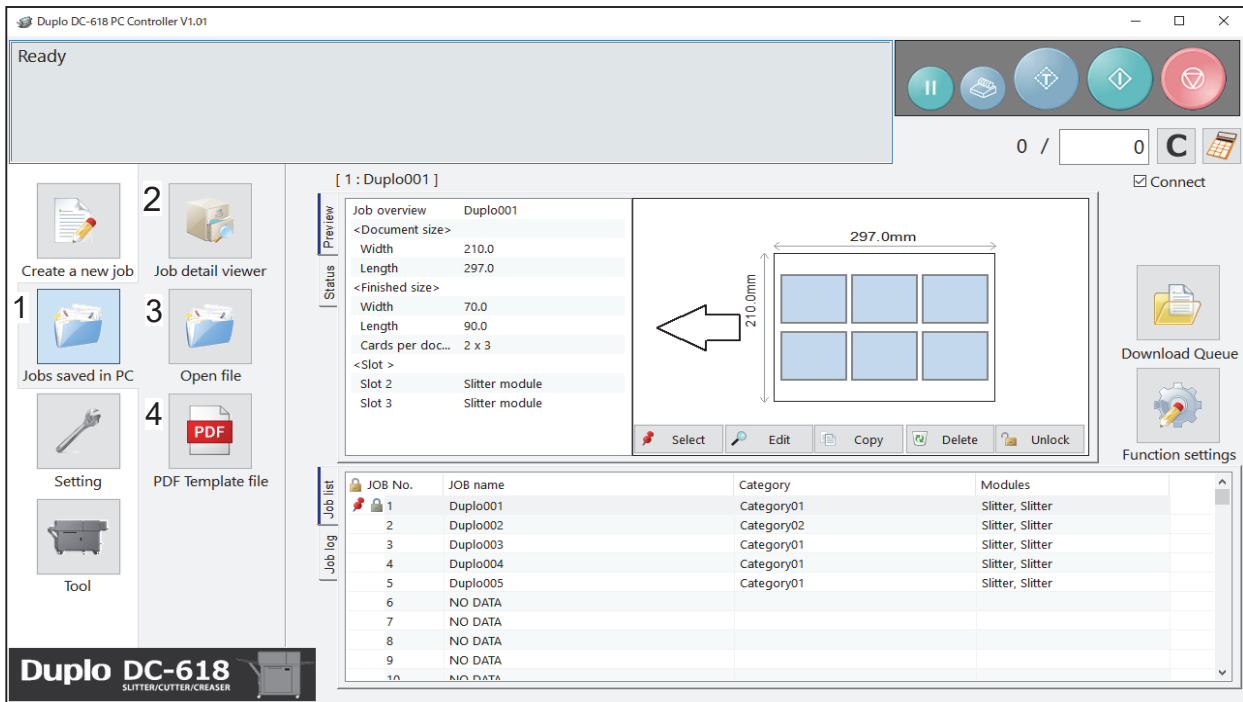 Duplo DC-618 PC Controller V1.01
Ready
0 / 0 C
Connect
1
2
3
4
Create a new job
Job detail viewer
Jobs saved in PC
Open file
Setting
PDF
PDF Template file
Tool
Duplo DC-618
SLITTER/CUTTER/CREASER
[ 1 : Duplo001 ]
Preview
Status
Job overview Duplo001
<Document size>
Width 210.0
Length 297.0
<Finished size>
Width 70.0
Length 90.0
Cards per doc... 2 x 3
<Slot >
Slot 2 Slitter module
Slot 3 Slitter module
297.0mm
210.0mm
Select Edit Copy Delete Unlock
Download Queue
Function settings
Job list
Job log
JOB No. JOB name Category Modules
1 Duplo001 Category01 Slitter, Slitter
2 Duplo002 Category02 Slitter, Slitter
3 Duplo003 Category01 Slitter, Slitter
4 Duplo004 Category01 Slitter, Slitter
5 Duplo005 Category01 Slitter, Slitter
6 NO DATA
7 NO DATA
8 NO DATA
9 NO DATA
10 NO DATA